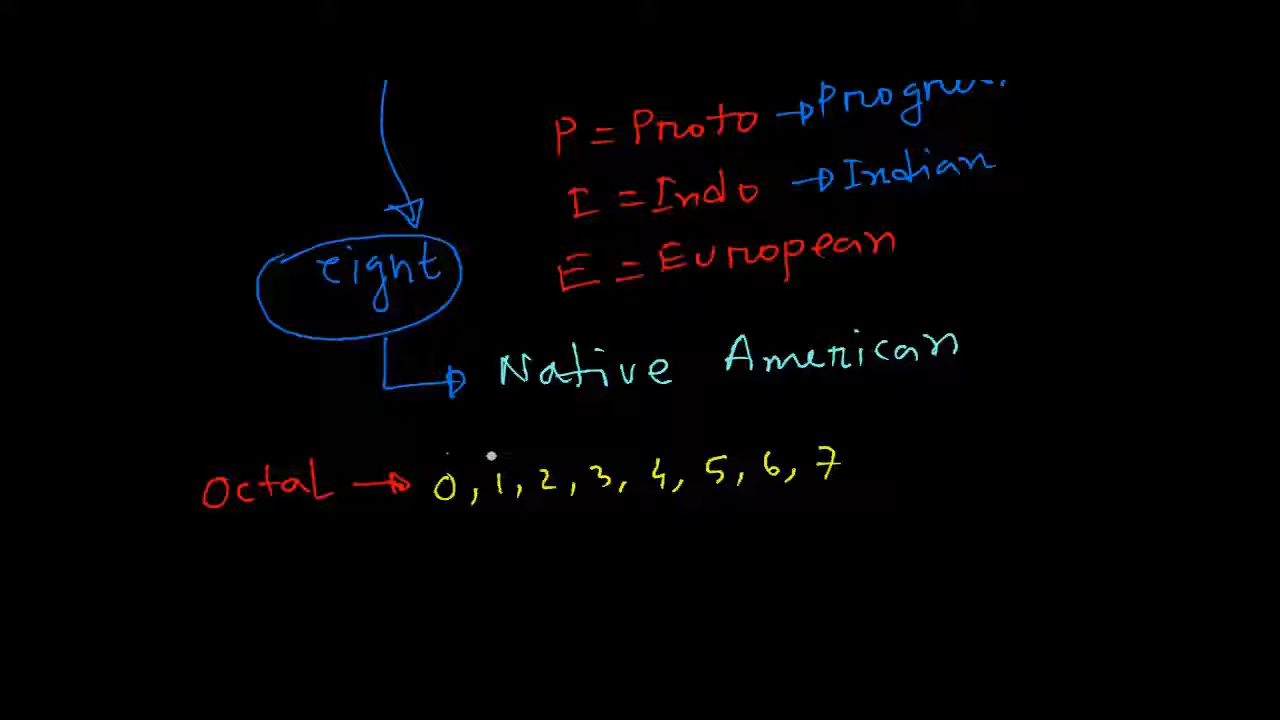 P = Proto →
I = Indo → Indian
E = European
eight
Native American
Octal → 0, 1, 2, 3, 4, 5, 6, 7